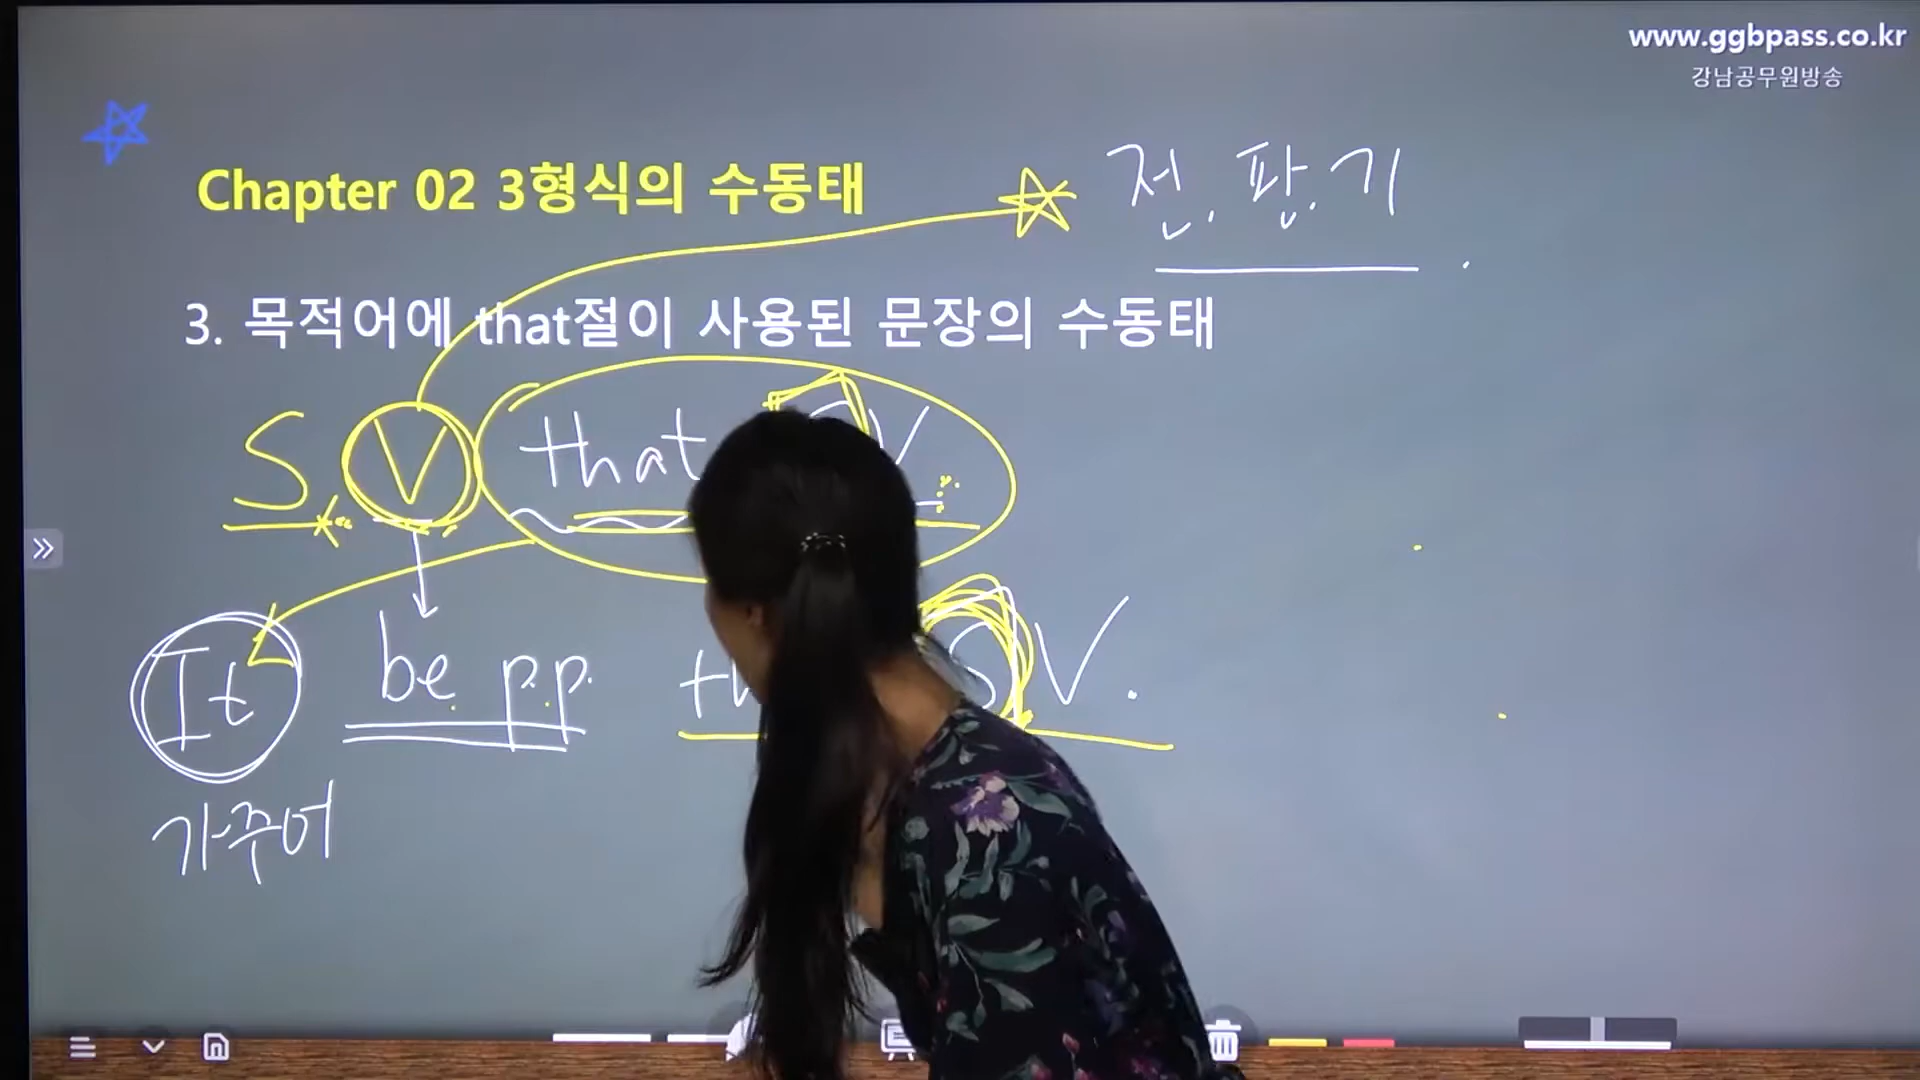 www.ggbpass.co.kr
강남공무원방송
Chapter 02 3형식의 수동태
전. 판. 기
3. 목적어에 that절이 사용된 문장의 수동태
S V that V.
It be p.p. S V.
가주어